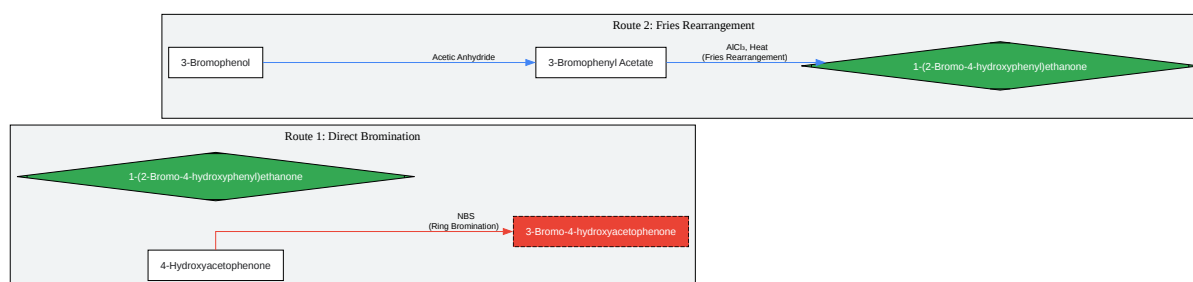 Route 2: Fries Rearrangement
3-Bromophenol
Acetic Anhydride
3-Bromophenyl Acetate
AlCl₃, Heat
(Fries Rearrangement)
1-(2-Bromo-4-hydroxyphenyl)ethanone
Route 1: Direct Bromination
1-(2-Bromo-4-hydroxyphenyl)ethanone
NBS
(Ring Bromination)
3-Bromo-4-hydroxyacetophenone
4-Hydroxyacetophenone